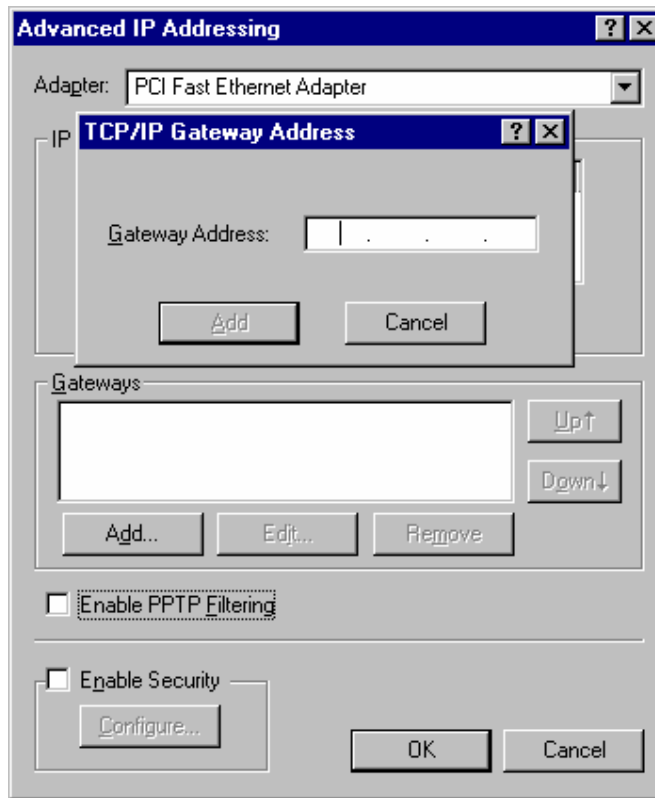 Advanced IP Addressing
Adapter: PCI Fast Ethernet Adapter
IP
TCP/IP Gateway Address
Gateway Address: . . .
Add Cancel
Gateways
Up↑
Down↓
Add... Edit... Remove
Enable PPTP Filtering
Enable Security
Configure...
OK Cancel